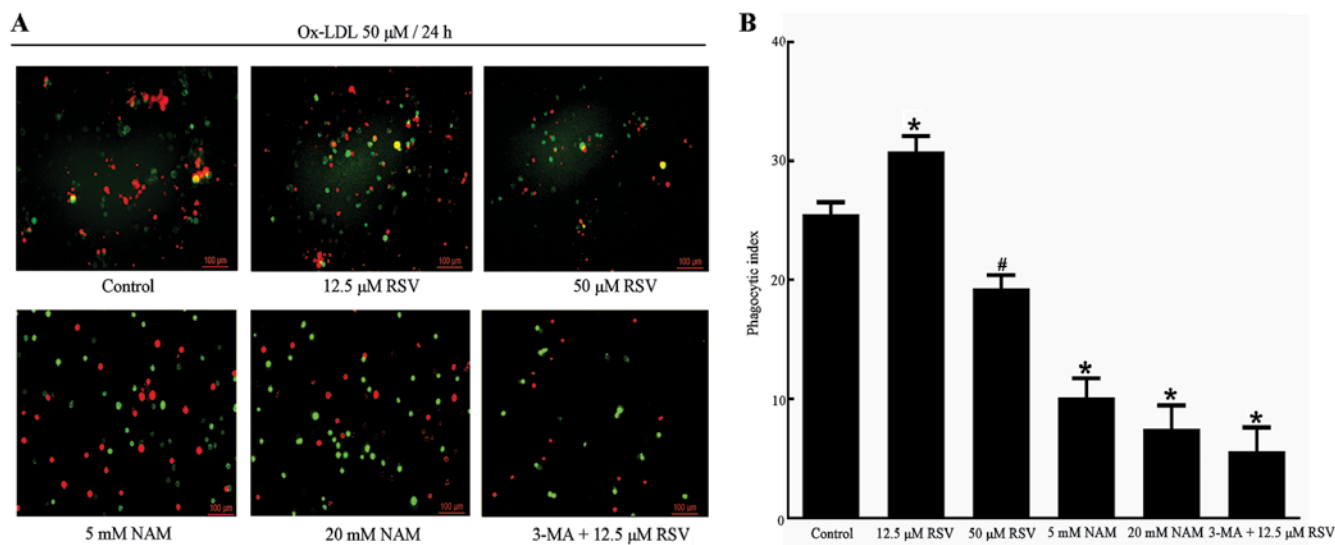 A
Ox-LDL 50 μM / 24 h
100 μm
100 μm
100 μm
Control
12.5 μM RSV
50 μM RSV
100 μm
100 μm
100 μm
5 mM NAM
20 mM NAM
3-MA + 12.5 μM RSV
B
Phagocytic index
40
30
20
10
0
*
#
*
*
*
Control
12.5 μM RSV
50 μM RSV
5 mM NAM
20 mM NAM
3-MA + 12.5 μM RSV